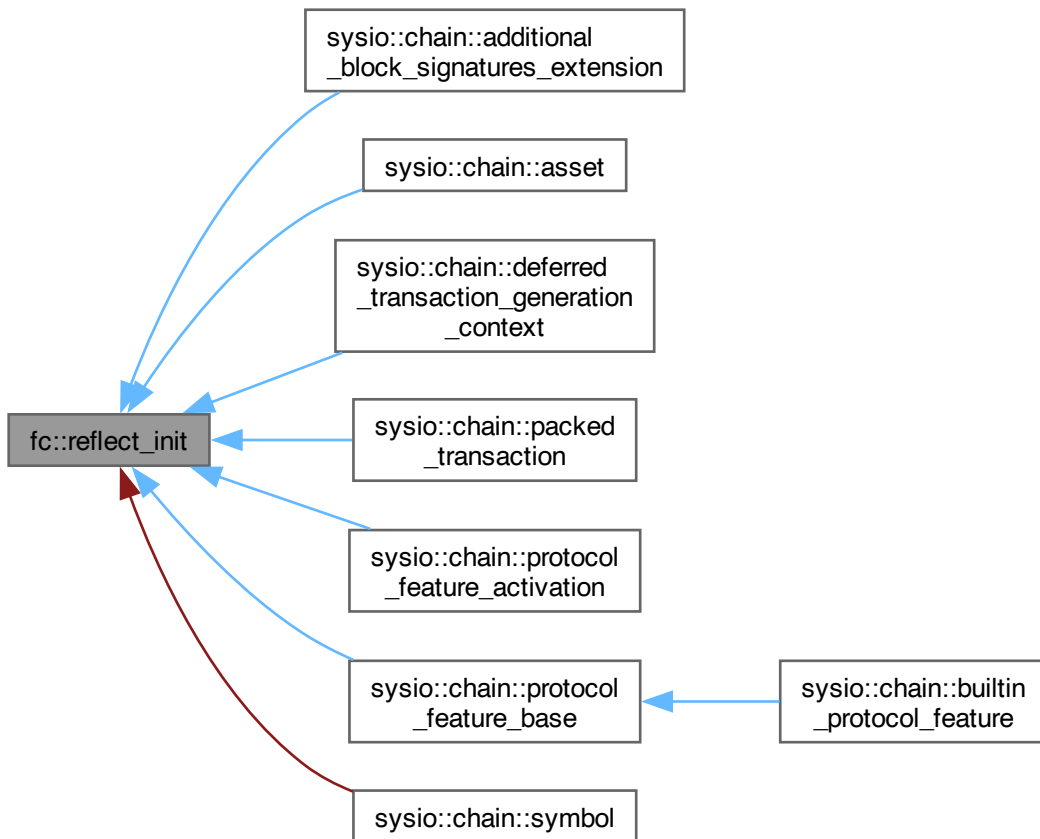 sysio::chain::additional
_block_signatures_extension
sysio::chain::asset
sysio::chain::deferred
_transaction_generation
_context
fc::reflect_init
sysio::chain::packed
_transaction
sysio::chain::protocol
_feature_activation
sysio::chain::protocol
_feature_base
sysio::chain::builtin
_protocol_feature
sysio::chain::symbol